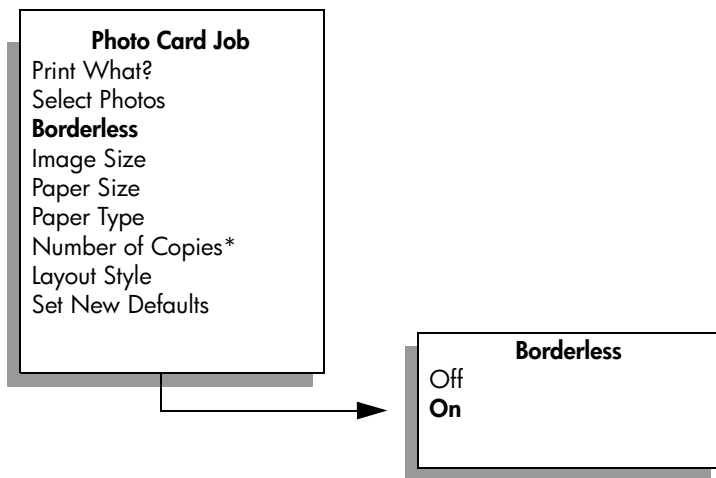 Photo Card Job
Print What?
Select Photos
Borderless
Image Size
Paper Size
Paper Type
Number of Copies*
Layout Style
Set New Defaults
Borderless
Off
On